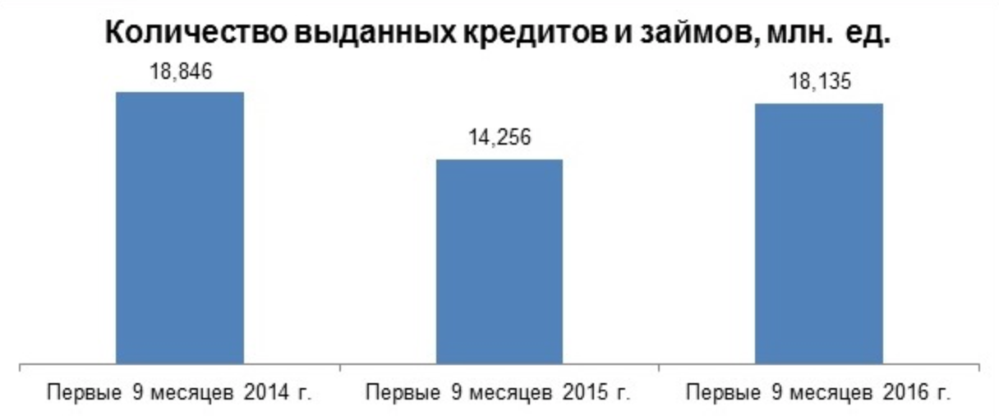 Количество выданных кредитов и займов, млн. ед.
18,846
14,256
18,135
Первые 9 месяцев 2014 г.
Первые 9 месяцев 2015 г.
Первые 9 месяцев 2016 г.